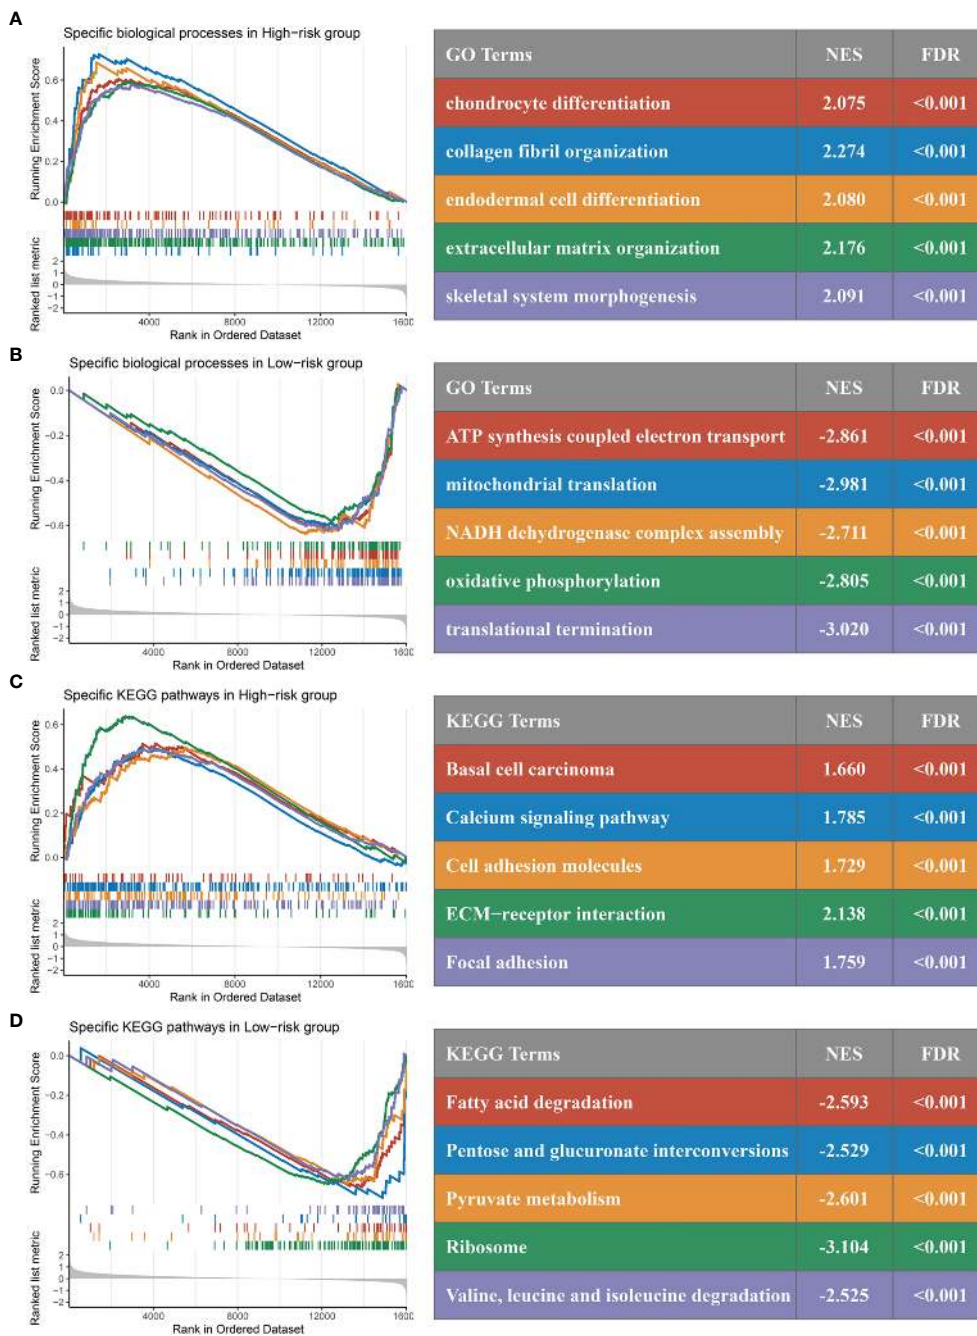 A
Specific biological processes in High−risk group
Running Enrichment Score
0.6
0.4
0.2
0.0
Ranked list metric
2
1
0
−1
−2
4000 8000 12000 1600
Rank in Ordered Dataset
GO Terms NES FDR
chondrocyte differentiation 2.075 <0.001
collagen fibril organization 2.274 <0.001
endodermal cell differentiation 2.080 <0.001
extracellular matrix organization 2.176 <0.001
skeletal system morphogenesis 2.091 <0.001
B
Specific biological processes in Low−risk group
Running Enrichment Score
0.0
−0.2
−0.4
−0.6
Ranked list metric
2
1
0
−1
−2
4000 8000 12000 1600
Rank in Ordered Dataset
GO Terms NES FDR
ATP synthesis coupled electron transport -2.861 <0.001
mitochondrial translation -2.981 <0.001
NADH dehydrogenase complex assembly -2.711 <0.001
oxidative phosphorylation -2.805 <0.001
translational termination -3.020 <0.001
C
Specific KEGG pathways in High−risk group
Running Enrichment Score
0.6
0.4
0.2
0.0
Ranked list metric
2
1
0
−1
−2
4000 8000 12000 1600
Rank in Ordered Dataset
KEGG Terms NES FDR
Basal cell carcinoma 1.660 <0.001
Calcium signaling pathway 1.785 <0.001
Cell adhesion molecules 1.729 <0.001
ECM−receptor interaction 2.138 <0.001
Focal adhesion 1.759 <0.001
D
Specific KEGG pathways in Low−risk group
Running Enrichment Score
0.0
−0.2
−0.4
−0.6
Ranked list metric
2
1
0
−1
−2
4000 8000 12000 1600
Rank in Ordered Dataset
KEGG Terms NES FDR
Fatty acid degradation -2.593 <0.001
Pentose and glucuronate interconversions -2.529 <0.001
Pyruvate metabolism -2.601 <0.001
Ribosome -3.104 <0.001
Valine, leucine and isoleucine degradation -2.525 <0.001